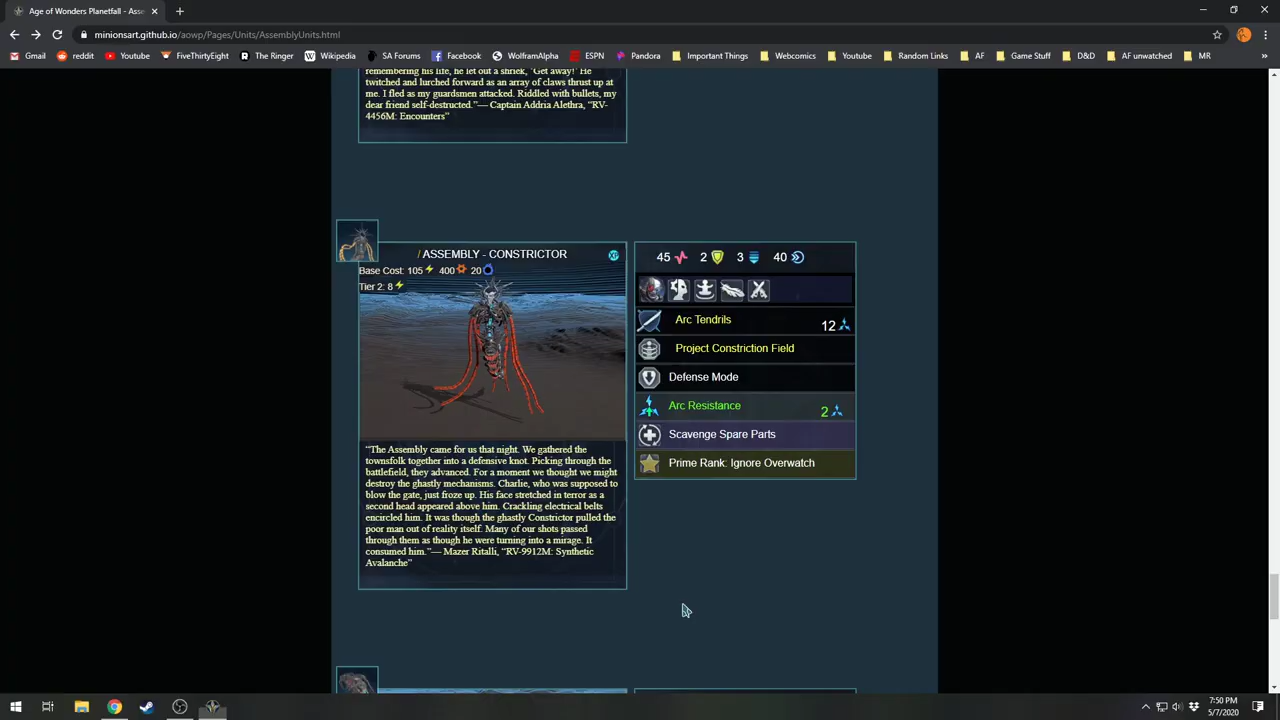 Age of Wonders Planetfall - Asse
minionsart.github.io/aowp/Pages/Units/AssemblyUnits.html
Gmail
reddit
Youtube
FiveThirtyEight
The Ringer
Wikipedia
SA Forums
Facebook
WolframAlpha
ESPN
Pandora
Important Things
Webcomics
Youtube
Random Links
AF
Game Stuff
D&D
AF unwatched
MR
remembering his life, he let out a shriek, "Get away!" He
twitched and lurched forward as an array of claws thrust up at
me. I fled as my guardsmen attacked. Riddled with bullets, my
dear friend self-destructed."— Captain Addria Alethra, "RV-
4456M: Encounters"
/ ASSEMBLY - CONSTRICTOR
XP
Base Cost: 105 400 20
Tier 2: 8
"The Assembly came for us that night. We gathered the
townsfolk together into a defensive knot. Picking through the
battlefield, they advanced. For a moment we thought we might
destroy the ghastly mechanisms. Charlie, who was supposed to
blow the gate, just froze up. His face stretched in terror as a
second head appeared above him. Crackling electrical belts
encircled him. It was though the ghastly Constrictor pulled the
poor man out of reality itself. Many of our shots passed
through them as though he were turning into a mirage. It
consumed him."— Mazer Ritalli, "RV-9912M: Synthetic
Avalanche"
45 2 3 40
Arc Tendrils 12
Project Constriction Field
Defense Mode
Arc Resistance 2
Scavenge Spare Parts
Prime Rank: Ignore Overwatch
7:50 PM
5/7/2020